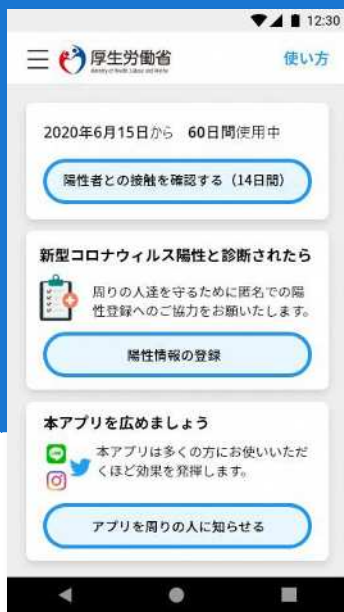 12:30
厚生労働省
Ministry of Health, Labour and Welfare
使い方
2020年6月15日から 60日間使用中
陽性者との接触を確認する（14日間）
新型コロナウィルス陽性と診断されたら
周りの人達を守るために匿名での陽
性登録へのご協力をお願いいたします。
陽性情報の登録
本アプリを広めましょう
本アプリは多くの方にお使いいただ
くほど効果を発揮します。
アプリを周りの人に知らせる